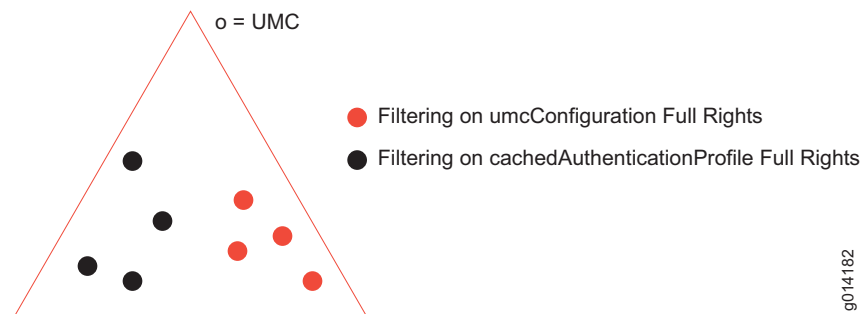 o = UMC
Filtering on umcConfiguration Full Rights
Filtering on cachedAuthenticationProfile Full Rights
g014182